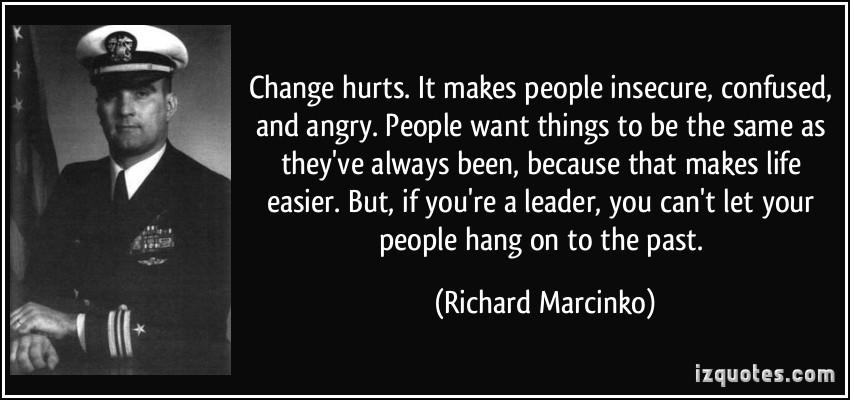 Change hurts. It makes people insecure, confused,
and angry. People want things to be the same as
they've always been, because that makes life
easier. But, if you're a leader, you can't let your
people hang on to the past.
(Richard Marcinko)
izquotes.com